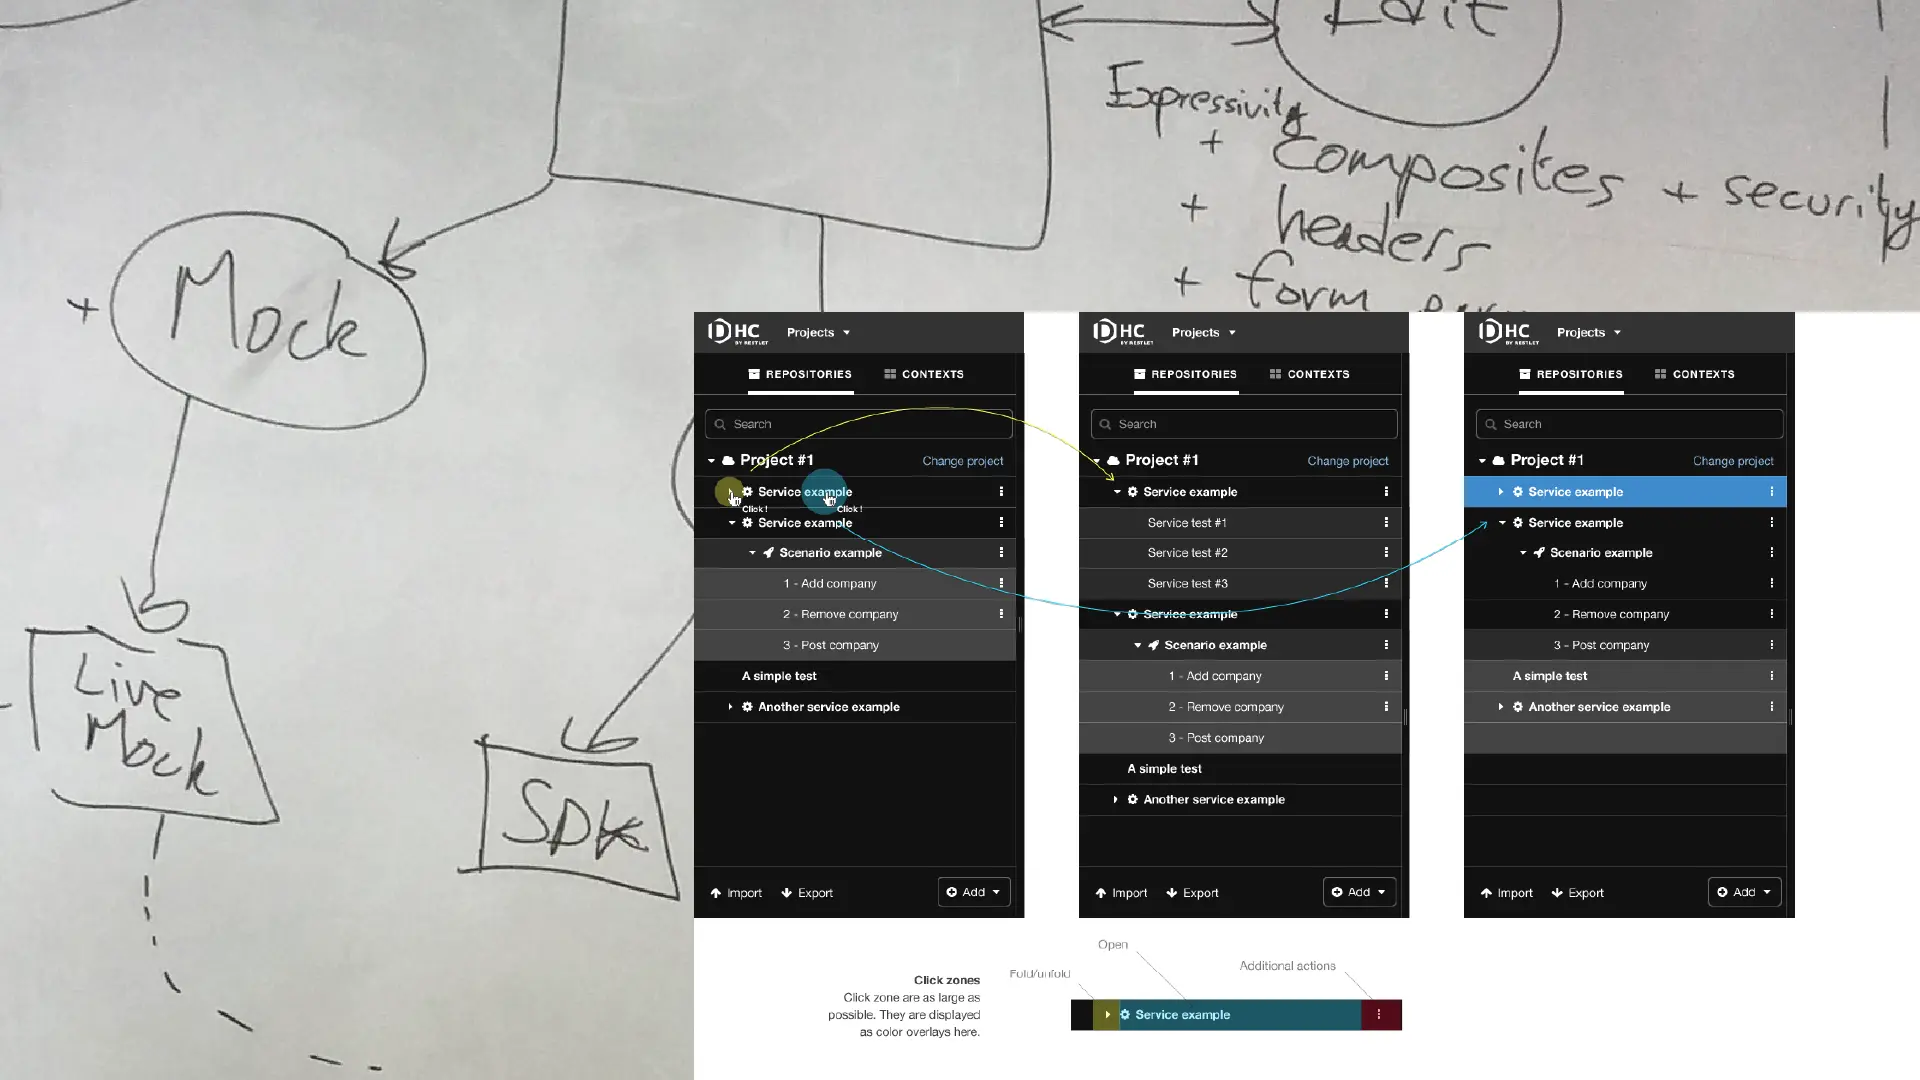 Edit
Expressivity
+ composites + security
+ headers
+ form
+ Mock
Live
Mock
SDK
DHC
BY RESTLET
Projects
REPOSITORIES
CONTEXTS
Search
Project #1
Change project
Service example
Click !
Click !
Service example
Scenario example
1 - Add company
2 - Remove company
3 - Post company
A simple test
Another service example
Import
Export
Add
DHC
BY RESTLET
Projects
REPOSITORIES
CONTEXTS
Search
Project #1
Change project
Service example
Service test #1
Service test #2
Service test #3
Service example
Scenario example
1 - Add company
2 - Remove company
3 - Post company
A simple test
Another service example
Import
Export
Add
DHC
BY RESTLET
Projects
REPOSITORIES
CONTEXTS
Search
Project #1
Change project
Service example
Service example
Scenario example
1 - Add company
2 - Remove company
3 - Post company
A simple test
Another service example
Import
Export
Add
Click zones
Click zone are as large as
possible. They are displayed
as color overlays here.
Fold/unfold
Open
Additional actions
Service example